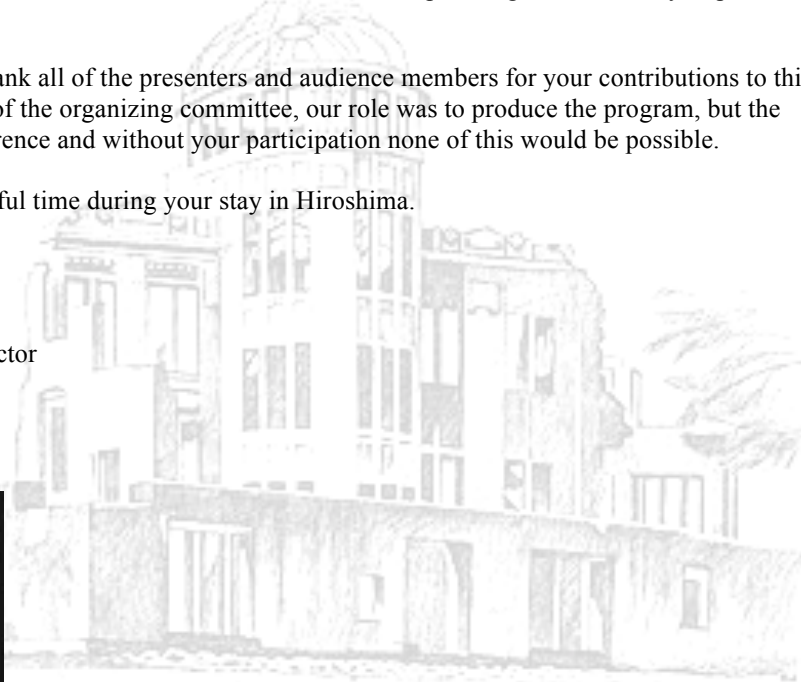 ank all of the presenters and audience members for your contributions to thi
of the organizing committee, our role was to produce the program, but the
rence and without your participation none of this would be possible.
ful time during your stay in Hiroshima.
ctor